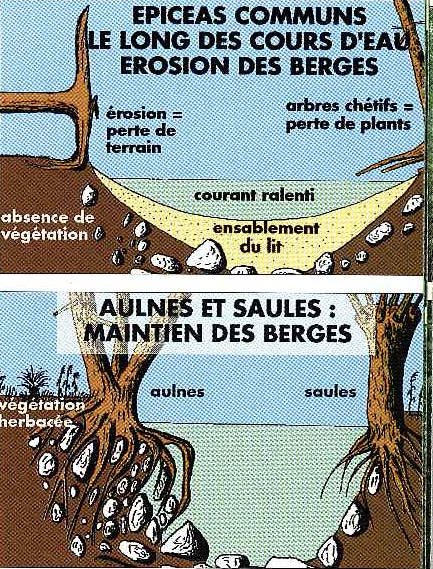 EPICEAS COMMUNS
LE LONG DES COURS D'EAU
EROSION DES BERGES
érosion =
perte de
terrain
arbres chétifs =
perte de plants
courant ralenti
absence de
végétation
ensablement
du lit
AULNES ET SAULES :
MAINTIEN DES BERGES
aulnes
saules
végétation
herbacée